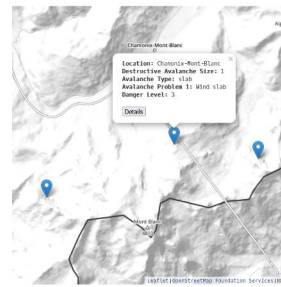 Chamonix-Mont-Blanc
Location: Chamonix-Mont-Blanc
Destructive Avalanche Size: 1
Avalanche Type: slab
Avalanche Problem 1: Wind slab
Danger Level: 3
Details
Mont Blanc
Leaflet|OpenStreetMap Foundation Services|